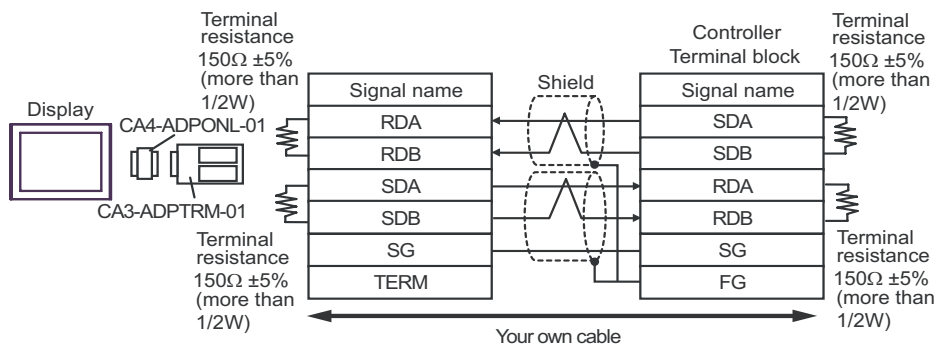 Terminal
resistance
150Ω ±5%
(more than
1/2W)
Controller
Terminal block
Terminal
resistance
150Ω ±5%
(more than
1/2W)
Display
CA4-ADPONL-01
CA3-ADPTRM-01
Signal name
RDA
RDB
SDA
SDB
SG
TERM
Shield
Signal name
SDA
SDB
RDA
RDB
SG
FG
Terminal
resistance
150Ω ±5%
(more than
1/2W)
Terminal
resistance
150Ω ±5%
(more than
1/2W)
Your own cable